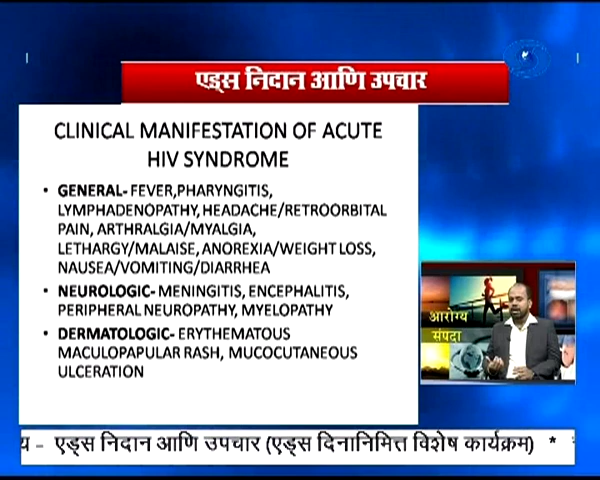 एड्स निदान आणि उपचार
CLINICAL MANIFESTATION OF ACUTE
HIV SYNDROME
• GENERAL- FEVER,PHARYNGITIS,
LYMPHADENOPATHY, HEADACHE/RETROORBITAL
PAIN, ARTHRALGIA/MYALGIA,
LETHARGY/MALAISE, ANOREXIA/WEIGHT LOSS,
NAUSEA/VOMITING/DIARRHEA
• NEUROLOGIC- MENINGITIS, ENCEPHALITIS,
PERIPHERAL NEUROPATHY, MYELOPATHY
• DERMATOLOGIC- ERYTHEMATOUS
MACULOPAPULAR RASH, MUCOCUTANEOUS
ULCERATION
आरोग्य
संपदा
य - एड्स निदान आणि उपचार (एड्स दिनानिमित्त विशेष कार्यक्रम) *